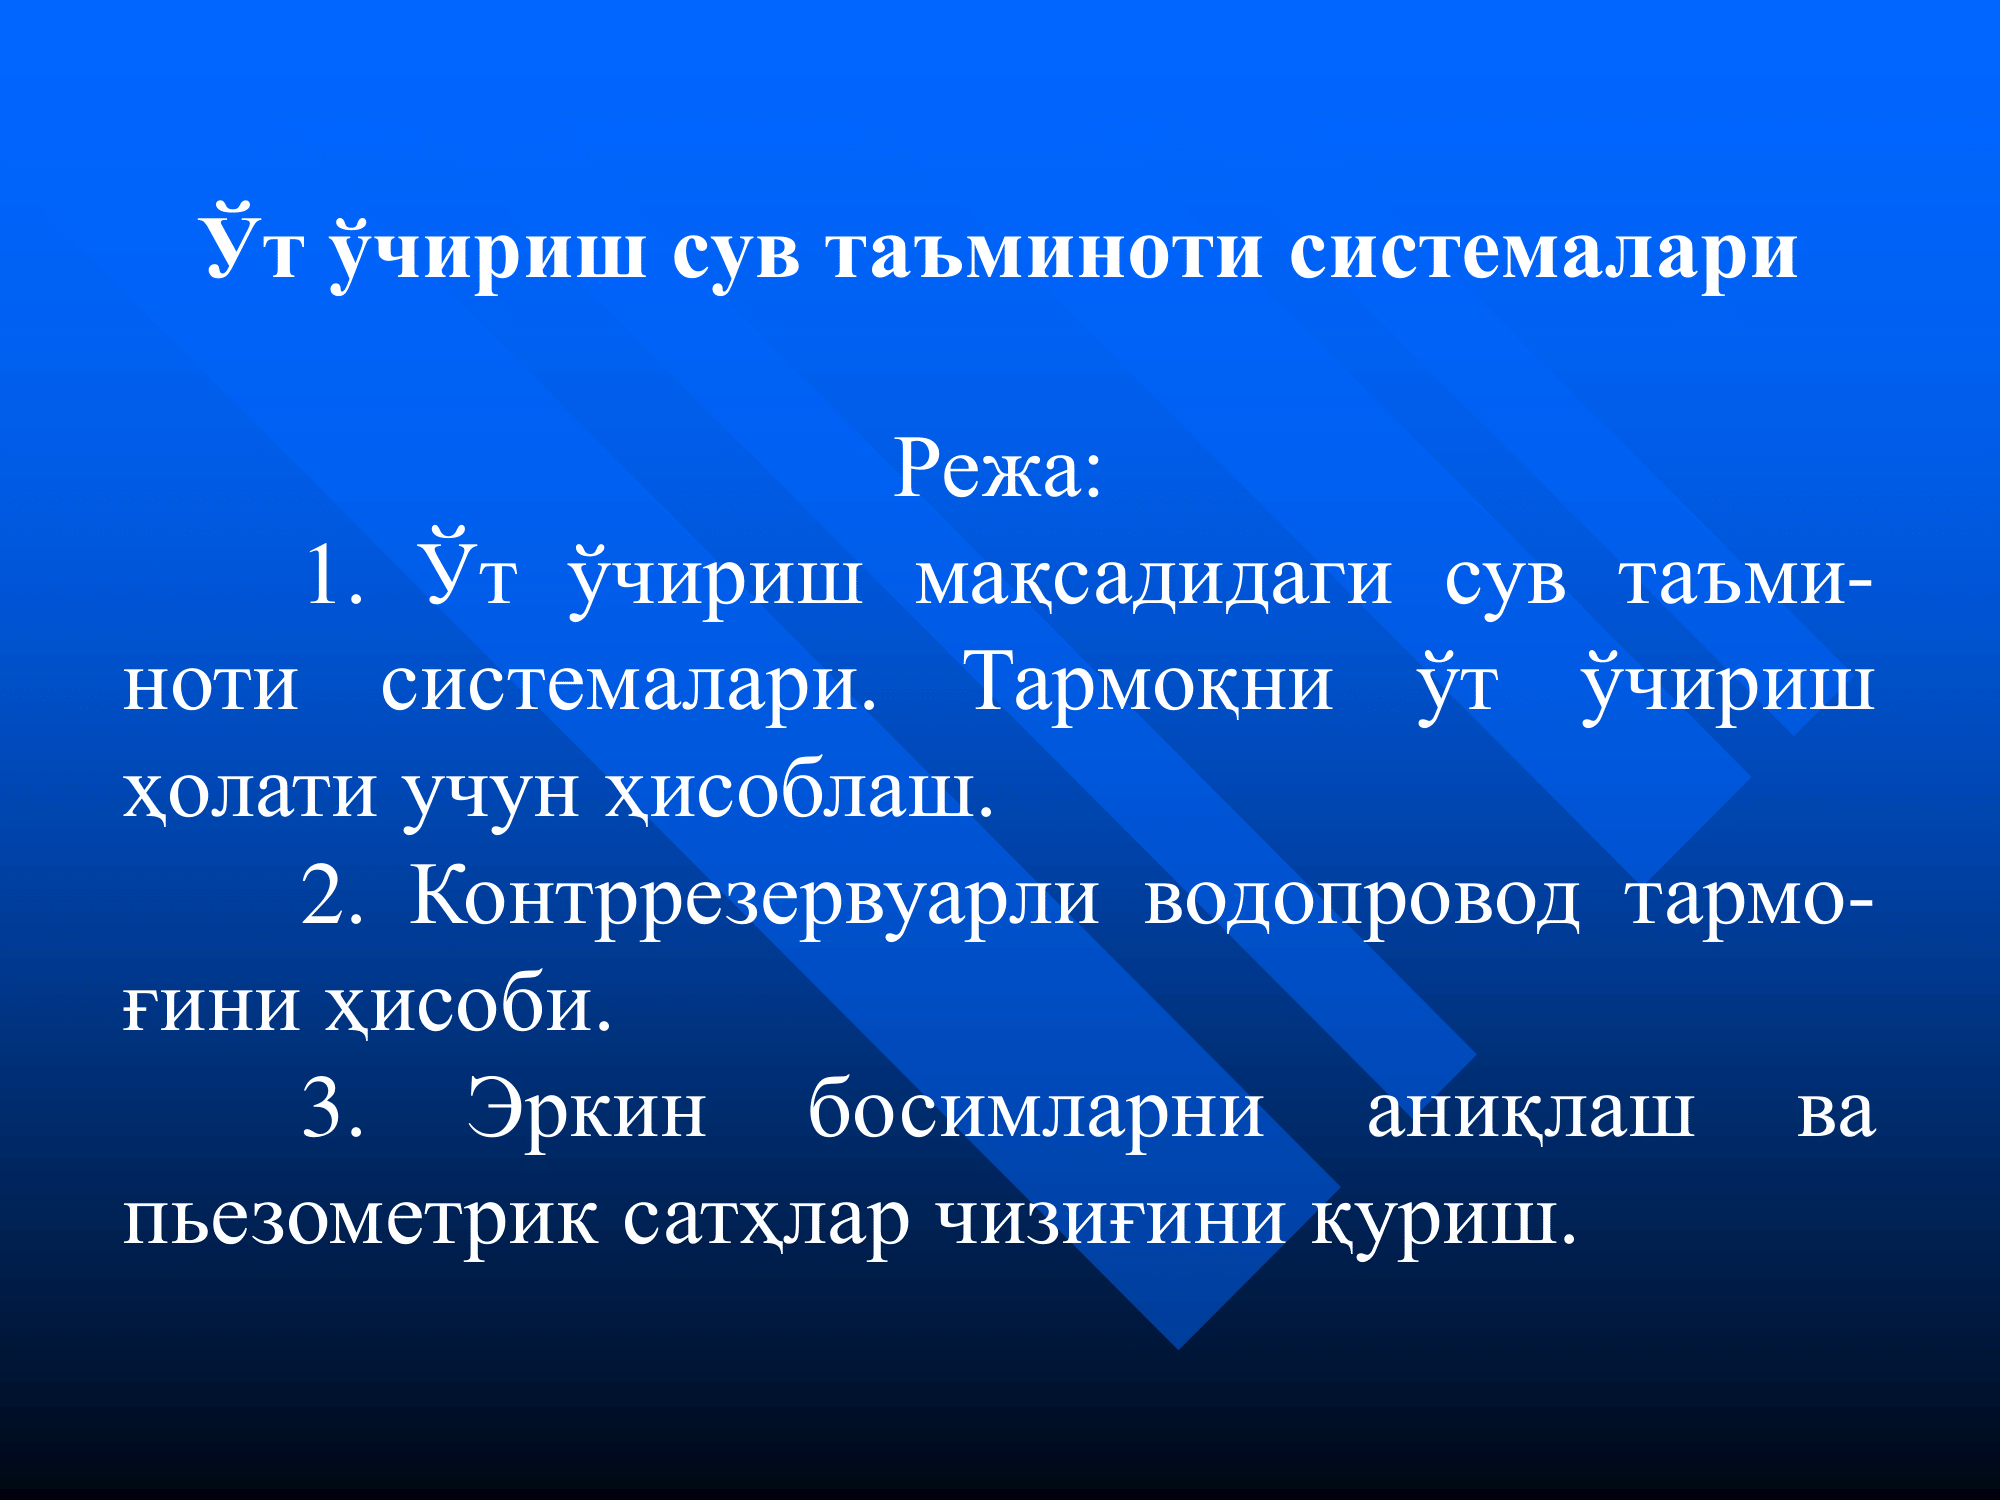 Ўт ўчириш сув таъминоти системалари
Режа:
1. Ўт ўчириш мақсадидаги сув таъми-
ноти системалари. Тармоқни ўт ўчириш
ҳолати учун ҳисоблаш.
2. Контррезервуарли водопровод тармо-
ғини ҳисоби.
3. Эркин босимларни аниқлаш ва
пьезометрик сатҳлар чизиғини қуриш.